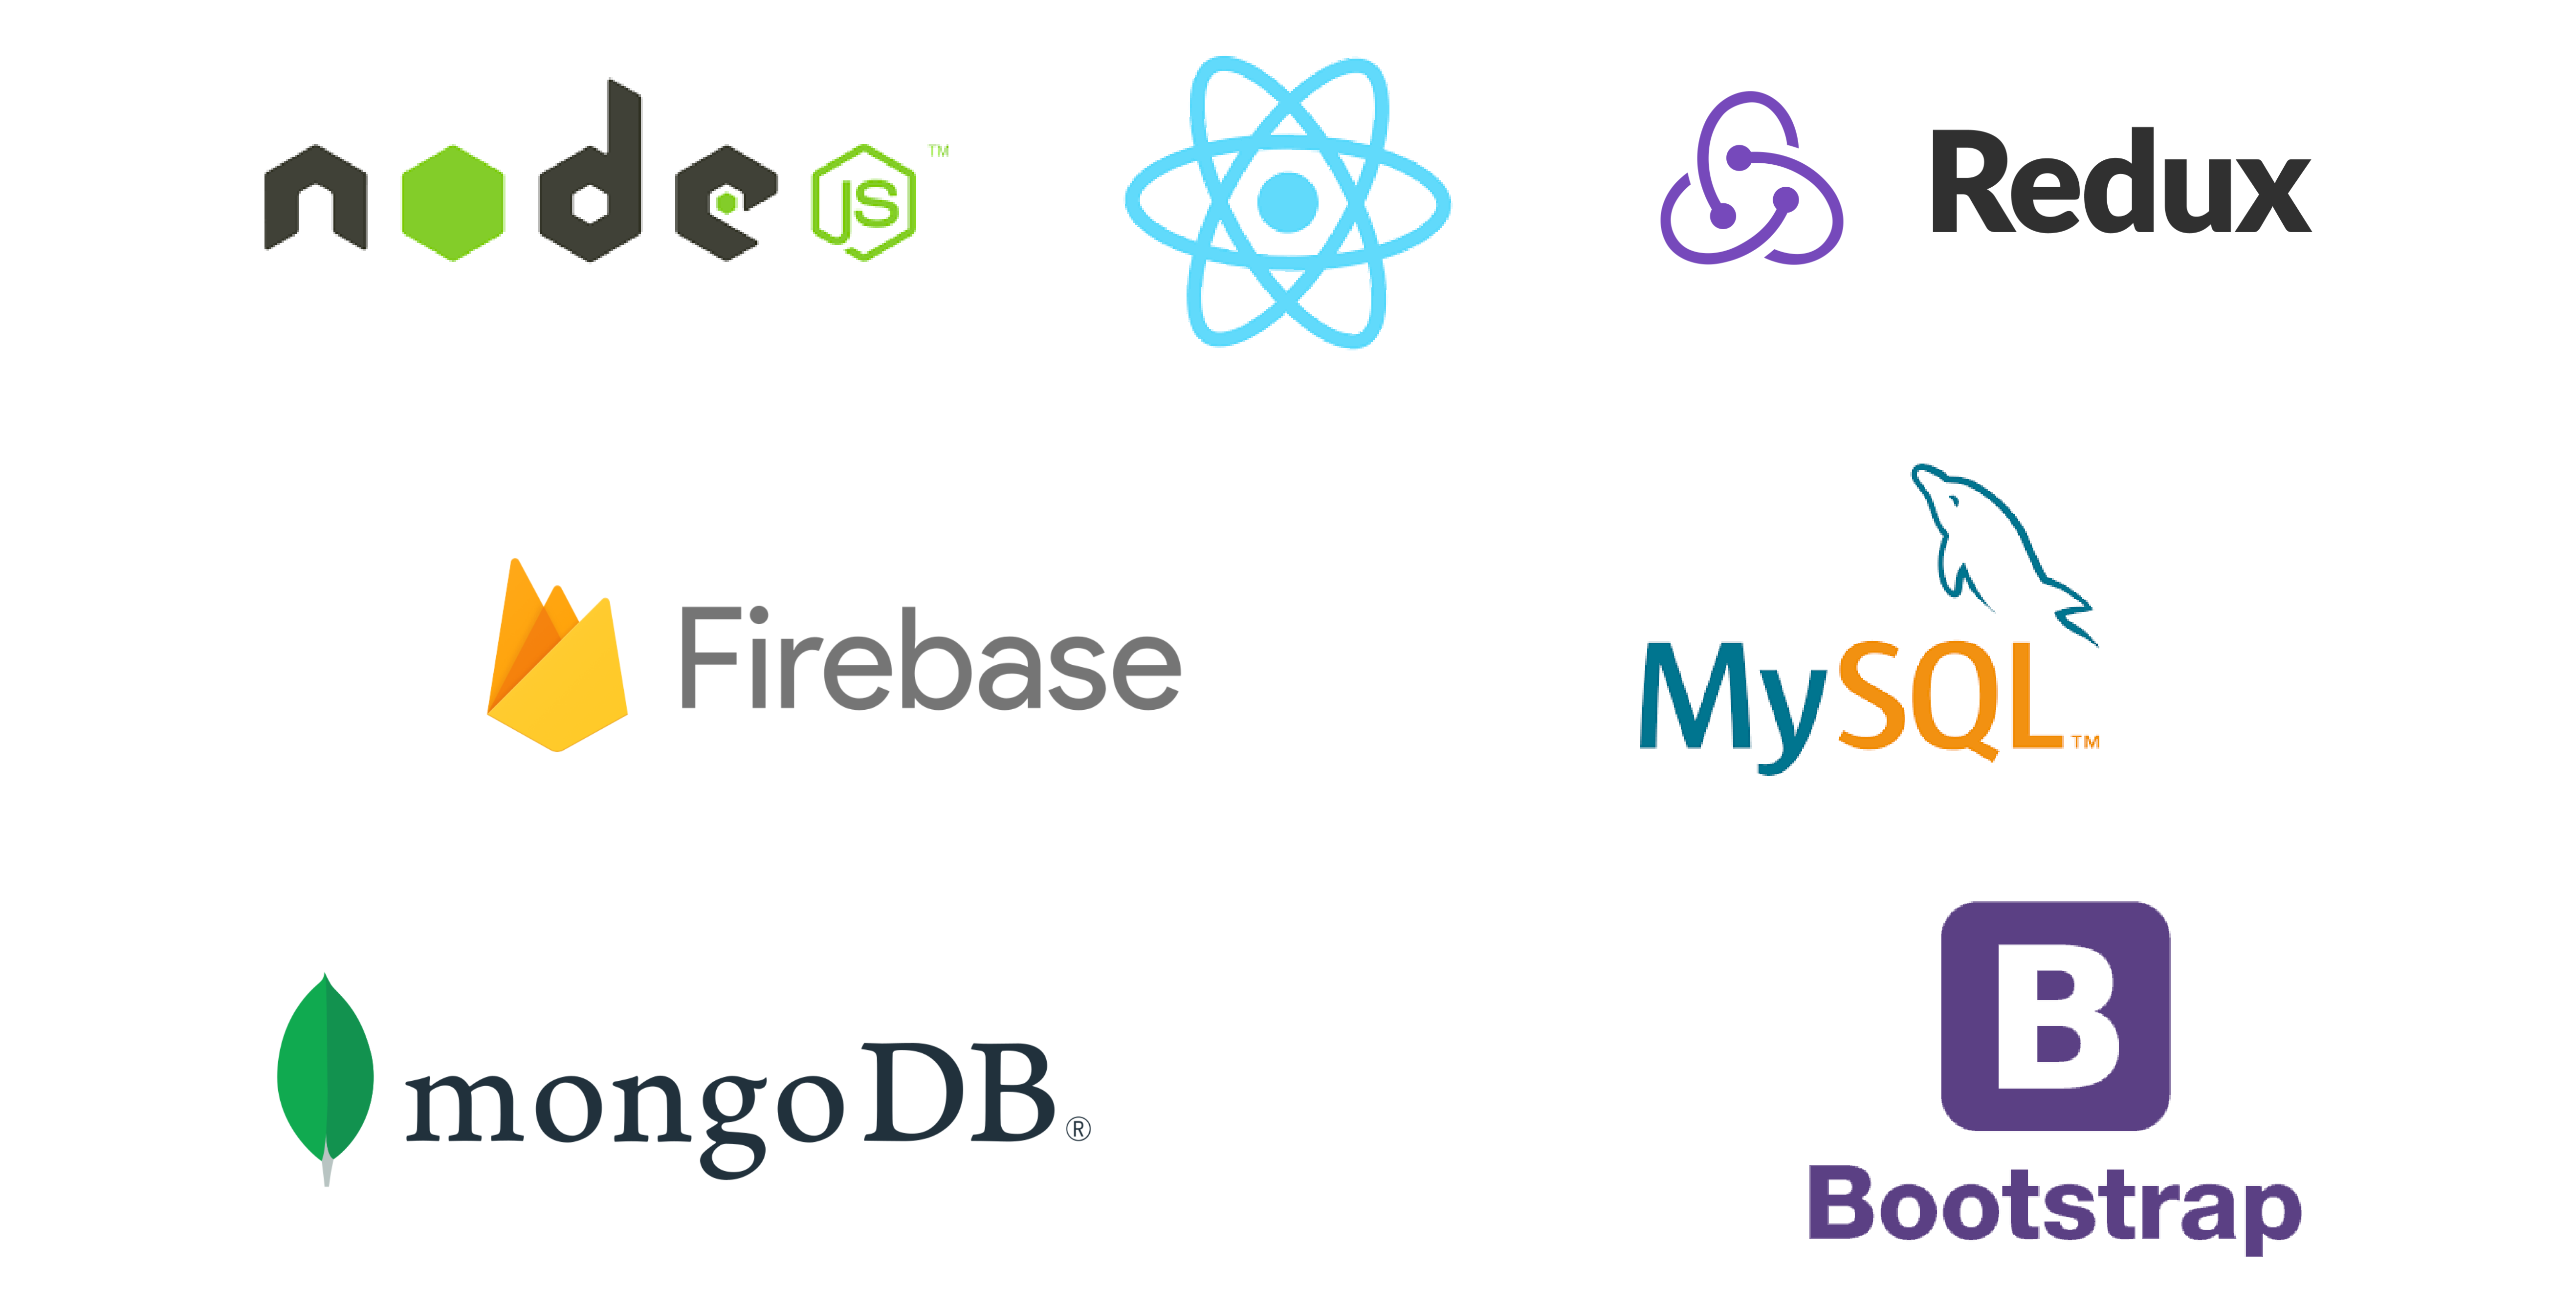 node JS ™
Redux
Firebase
MySQL™
mongoDB®
B
Bootstrap